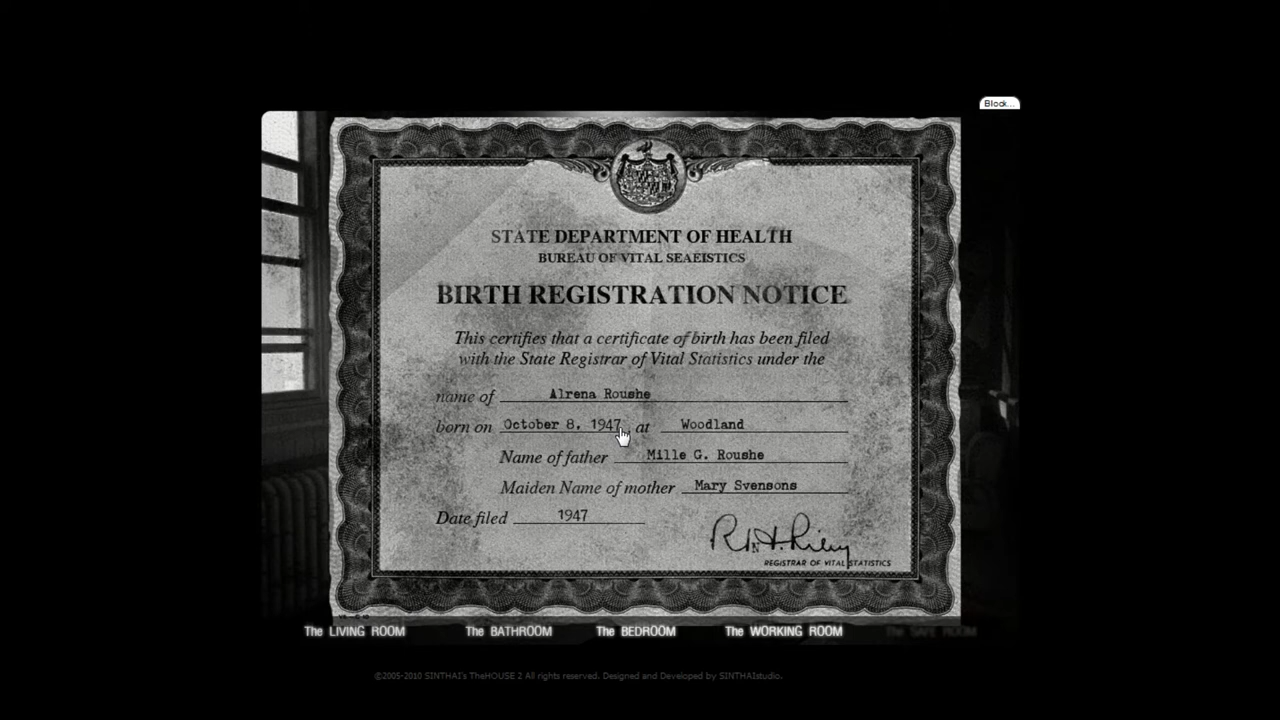 Block...
STATE DEPARTMENT OF HEALTH
BUREAU OF VITAL SEAEISTICS
BIRTH REGISTRATION NOTICE
This certifies that a certificate of birth has been filed
with the State Registrar of Vital Statistics under the
name of Alrena Roushe
born on October 8, 1947, at Woodland
Name of father Mille G. Roushe
Maiden Name of mother Mary Svensons
Date filed 1947
REGISTRAR OF VITAL STATISTICS
The LIVING ROOM The BATHROOM The BEDROOM The WORKING ROOM The SAFE ROOM
©2005-2010 SINTHAI's TheHOUSE 2 All rights reserved. Designed and Developed by SINTHAIstudio.